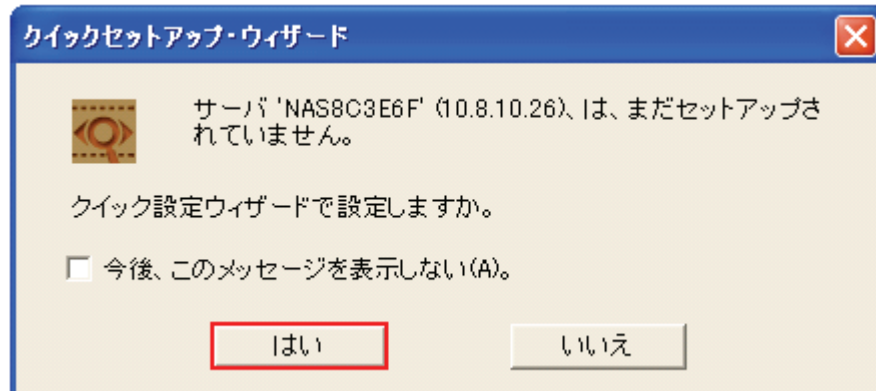 クイックセットアップ・ウィザード
サーバ 'NAS8C3E6F' (10.8.10.26)、は、まだセットアップさ
れていません。
クイック設定ウィザードで設定しますか。
今後、このメッセージを表示しない(A)。
はい
いいえ